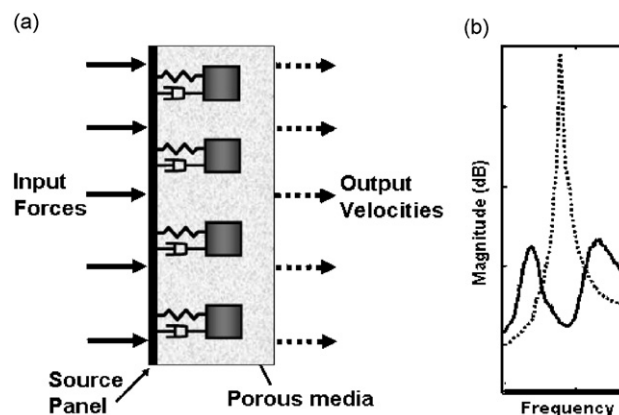 (a)
Input
Forces
Output
Velocities
Source
Panel
Porous media
(b)
Magnitude (dB)
Frequency